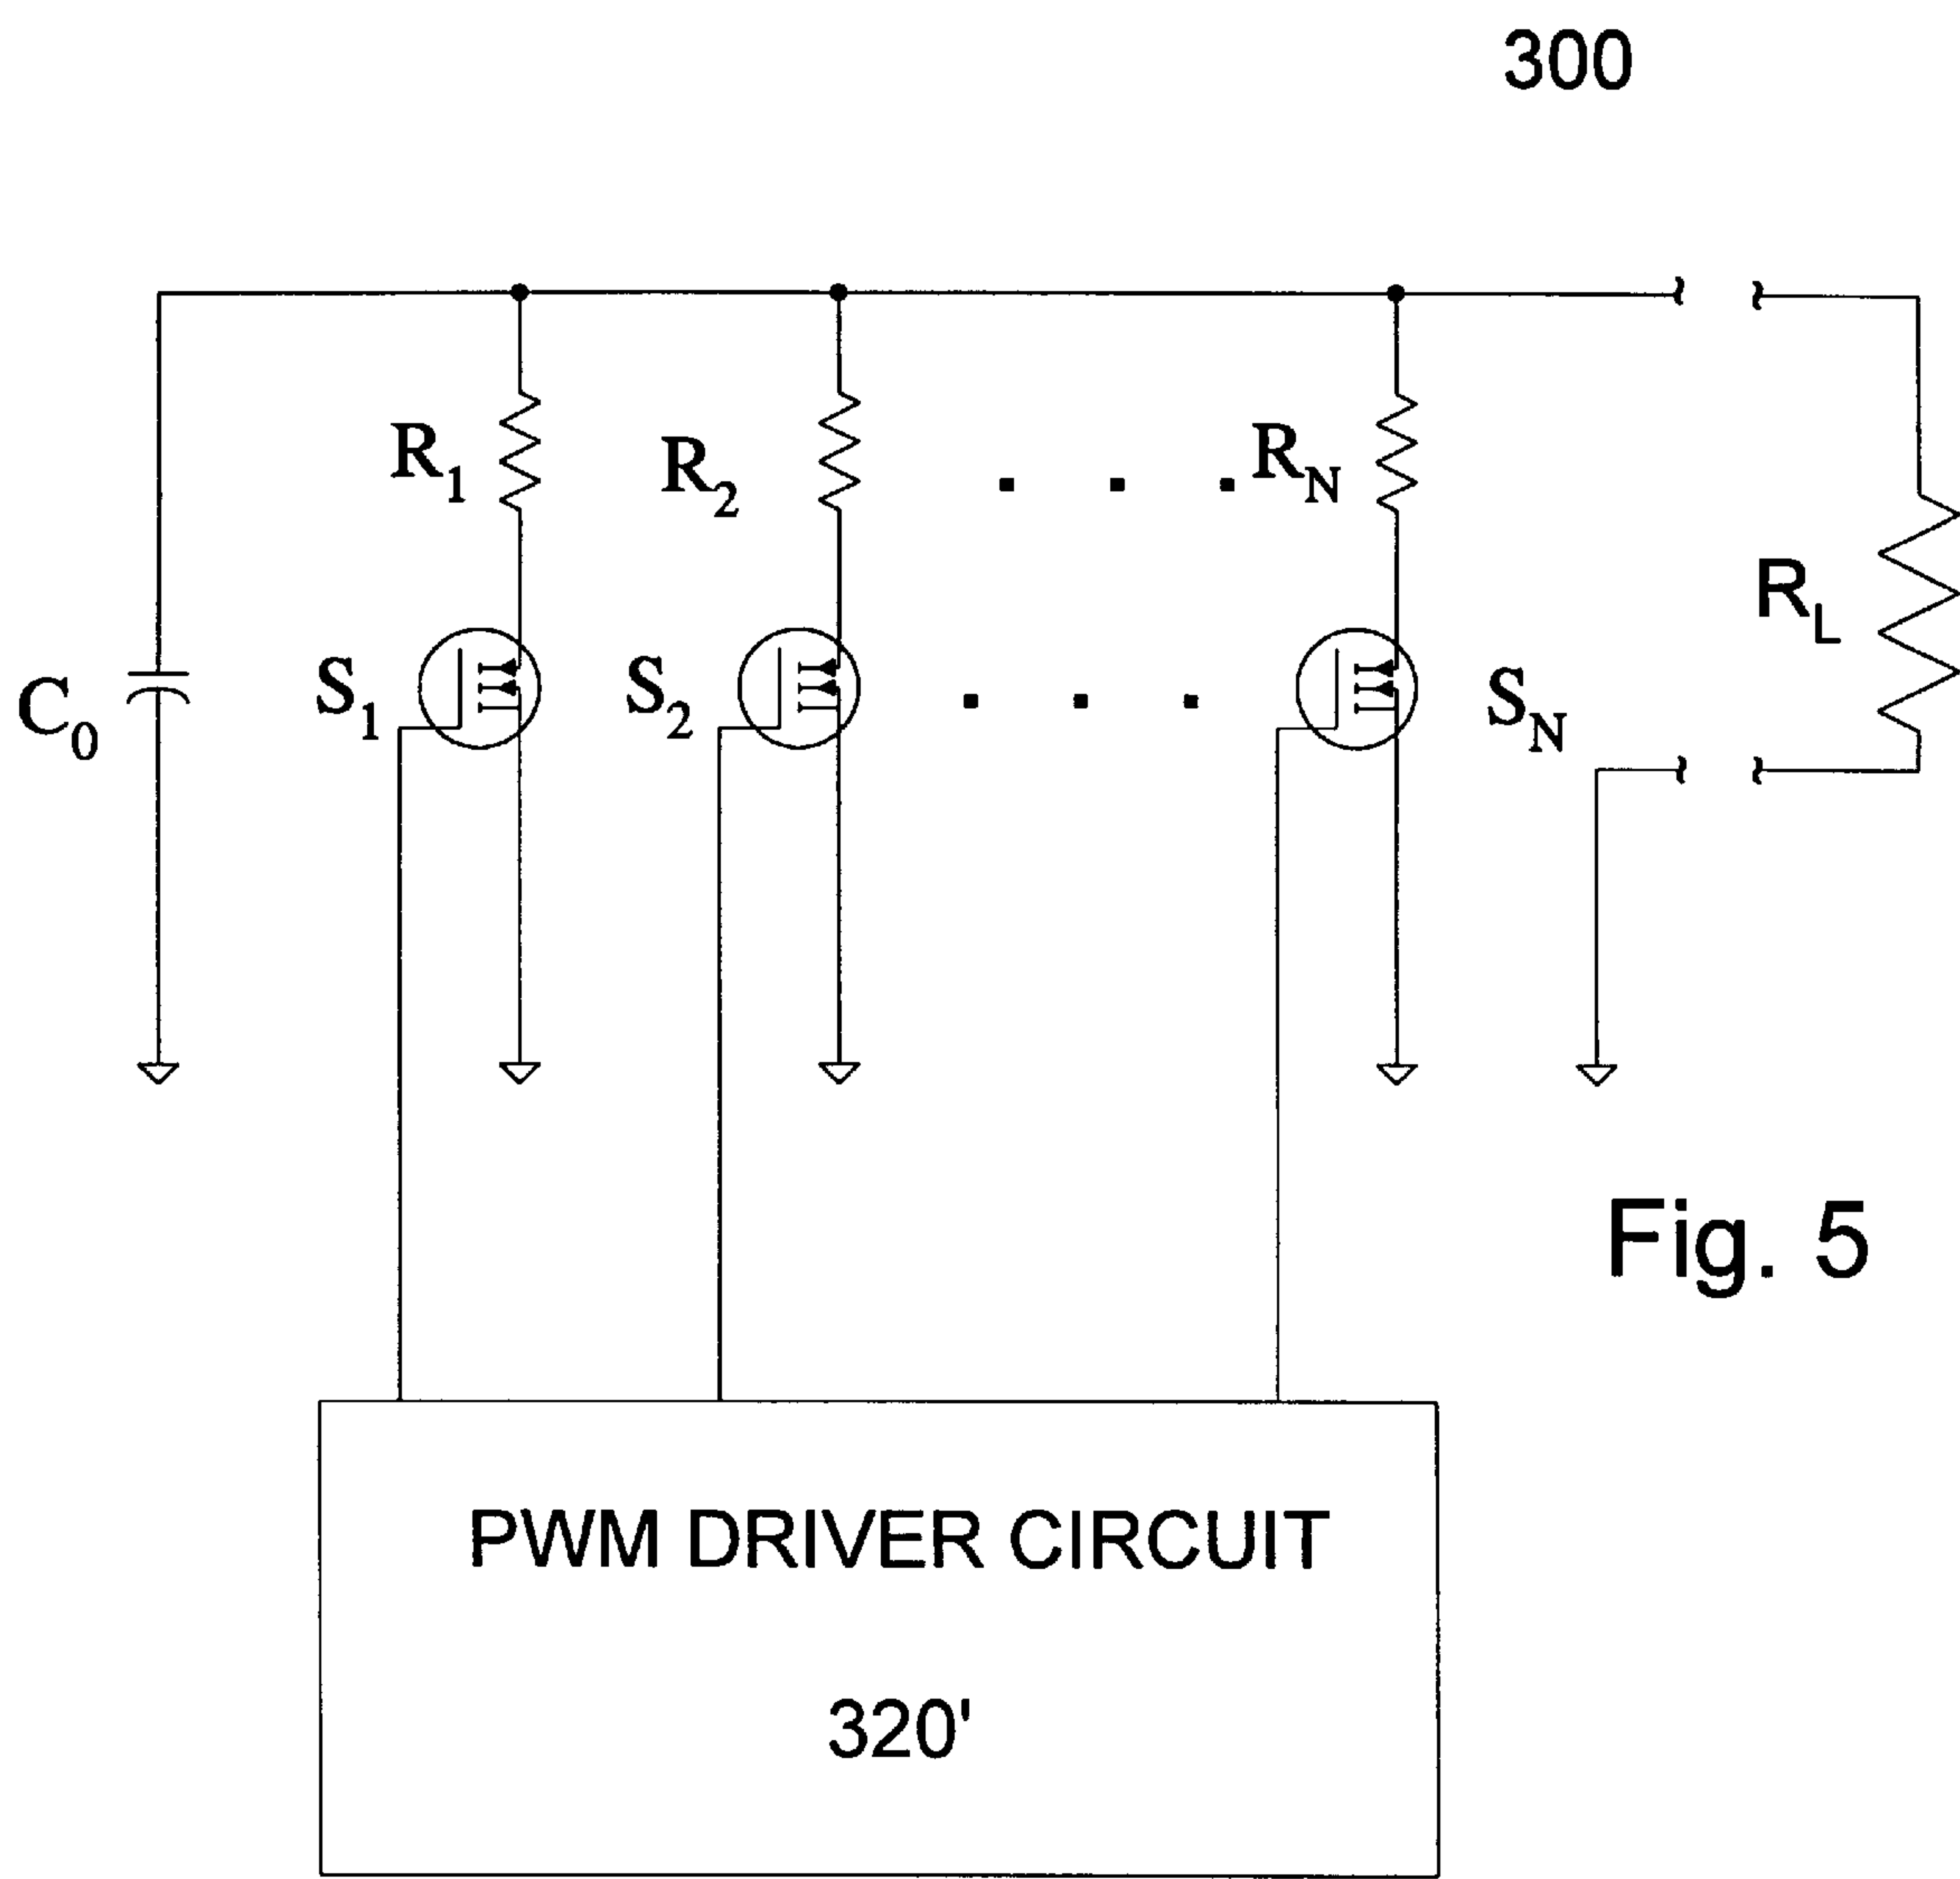 300
R1
R2
. . .
RN
RL
C0
S1
S2
. . .
SN
Fig. 5
PWM DRIVER CIRCUIT
320'